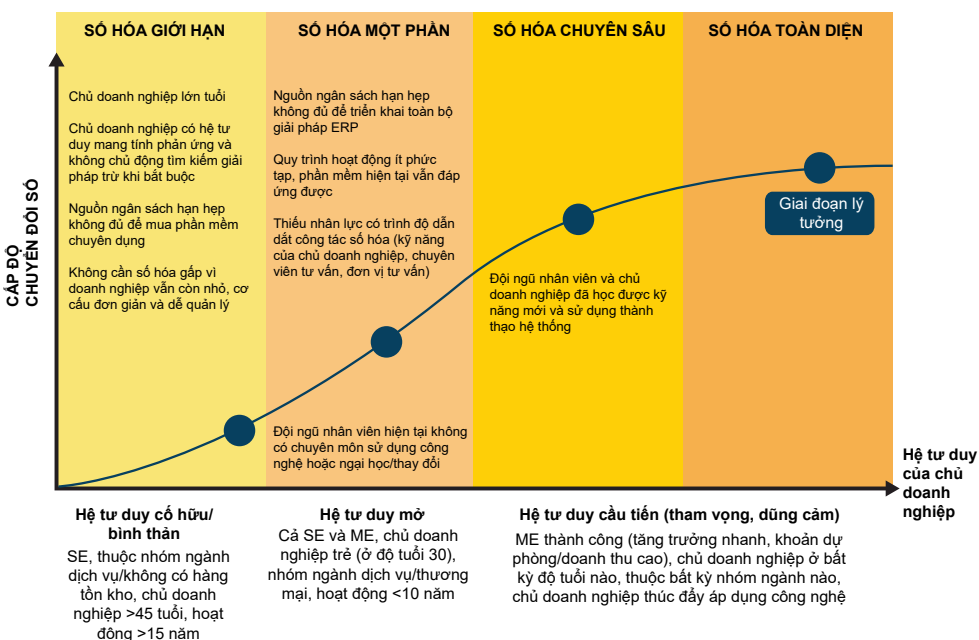 SỐ HÓA GIỚI HẠN
SỐ HÓA MỘT PHẦN
SỐ HÓA CHUYÊN SÂU
SỐ HÓA TOÀN DIỆN
CẤP ĐỘ
CHUYỂN ĐỔI SỐ
Chủ doanh nghiệp lớn tuổi
Chủ doanh nghiệp có hệ tư
duy mang tính phản ứng và
không chủ động tìm kiếm giải
pháp trừ khi bắt buộc
Nguồn ngân sách hạn hẹp
không đủ để mua phần mềm
chuyên dụng
Không cần số hóa gấp vì
doanh nghiệp vẫn còn nhỏ, cơ
cấu đơn giản và dễ quản lý
Nguồn ngân sách hạn hẹp
không đủ để triển khai toàn bộ
giải pháp ERP
Quy trình hoạt động ít phức
tạp, phần mềm hiện tại vẫn đáp
ứng được
Thiếu nhân lực có trình độ dẫn
dắt công tác số hóa (kỹ năng
của chủ doanh nghiệp, chuyên
viên tư vấn, đơn vị tư vấn)
Đội ngũ nhân viên hiện tại không
có chuyên môn sử dụng công
nghệ hoặc ngại học/thay đổi
Đội ngũ nhân viên và chủ
doanh nghiệp đã học được kỹ
năng mới và sử dụng thành
thạo hệ thống
Giai đoạn lý
tưởng
Hệ tư duy
của chủ
doanh
nghiệp
Hệ tư duy cố hữu/
bình thản
SE, thuộc nhóm ngành
dịch vụ/không có hàng
tồn kho, chủ doanh
nghiệp >45 tuổi, hoạt
động >15 năm
Hệ tư duy mở
Cả SE và ME, chủ doanh
nghiệp trẻ (ở độ tuổi 30),
nhóm ngành dịch vụ/thương
mại, hoạt động <10 năm
Hệ tư duy cầu tiến (tham vọng, dũng cảm)
ME thành công (tăng trưởng nhanh, khoản dự
phòng/doanh thu cao), chủ doanh nghiệp ở bất
kỳ độ tuổi nào, thuộc bất kỳ nhóm ngành nào,
chủ doanh nghiệp thúc đẩy áp dụng công nghệ